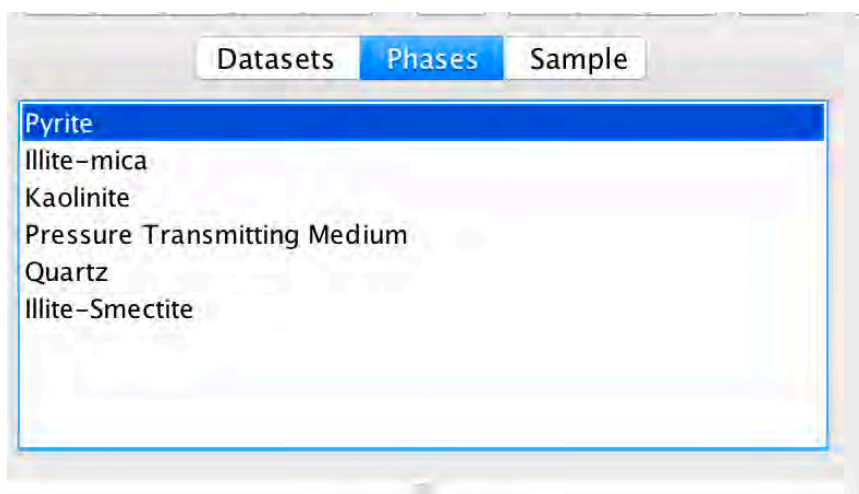 Datasets Phases Sample
Pyrite
Illite-mica
Kaolinite
Pressure Transmitting Medium
Quartz
Illite-Smectite